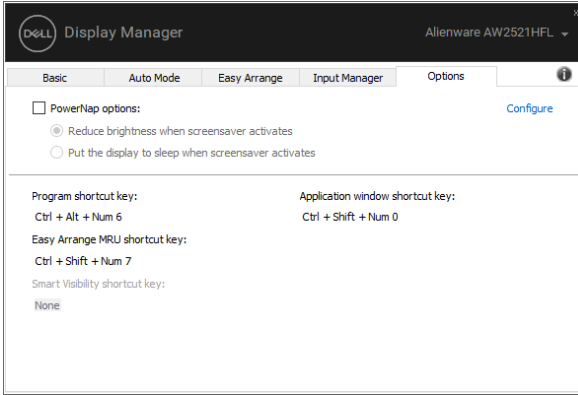 DELL Display Manager
Alienware AW2521HFL
Basic Auto Mode Easy Arrange Input Manager Options
PowerNap options: Configure
Reduce brightness when screensaver activates
Put the display to sleep when screensaver activates
Program shortcut key: Application window shortcut key:
Ctrl + Alt + Num 6 Ctrl + Shift + Num 0
Easy Arrange MRU shortcut key:
Ctrl + Shift + Num 7
Smart Visibility shortcut key:
None